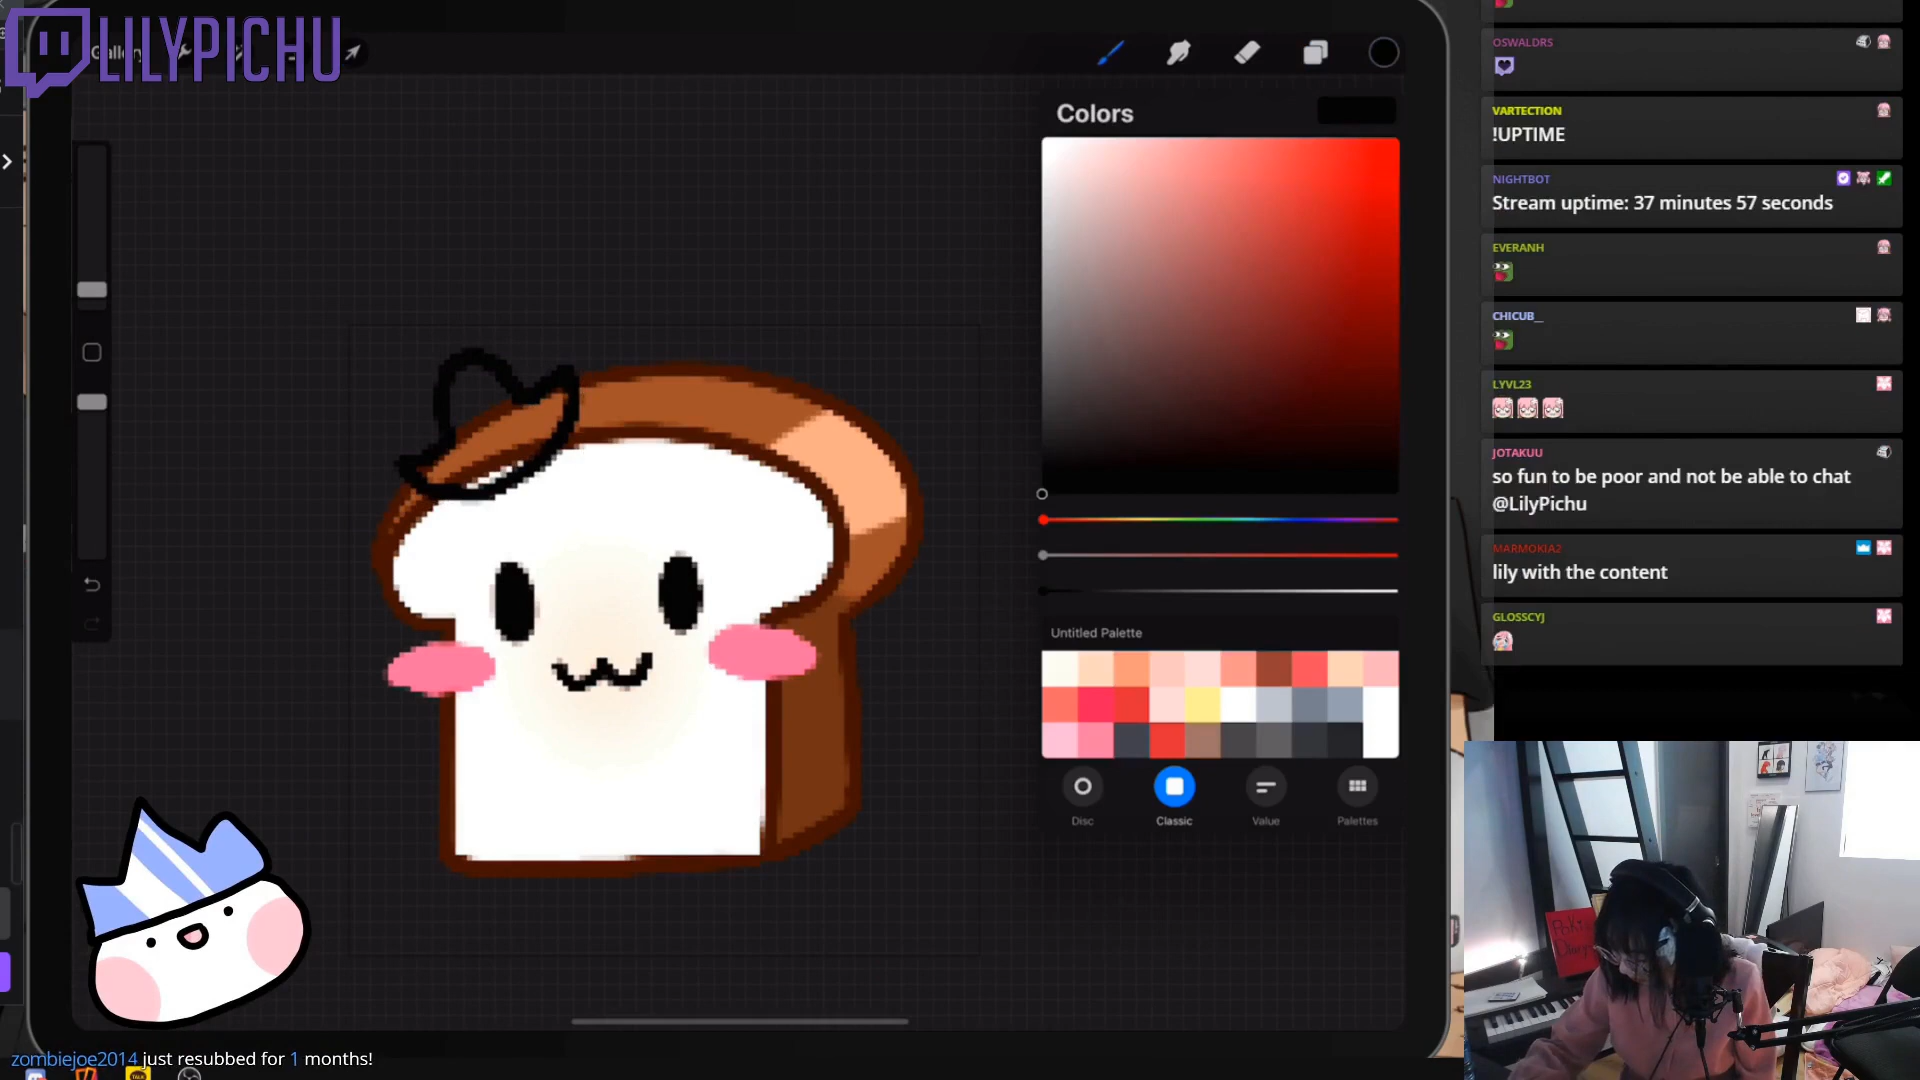 LILYPICHU
Gallery
Colors
Untitled Palette
Disc
Classic
Value
Palettes
OSWALDRS
VARTECTION
!UPTIME
NIGHTBOT
Stream uptime: 37 minutes 57 seconds
EVERANH
CHICUB__
LYVL23
JOTAKUU
so fun to be poor and not be able to chat
@LilyPichu
MARMOKIA2
lily with the content
GLOSSCYJ
zombiejoe2014 just resubbed for 1 months!